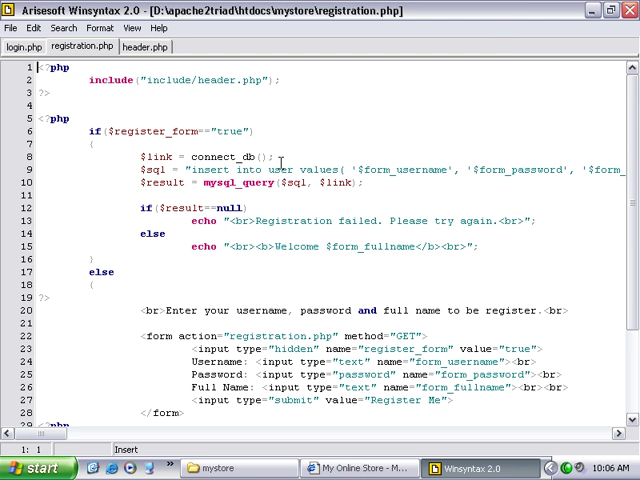 Arisesoft Winsyntax 2.0 - [D:\apache2triad\htdocs\mystore\registration.php]
File Edit Search Format View Help
login.php registration.php header.php
1 <?php
2 include("include/header.php");
3 ?>
4
5 <?php
6 if($register_form=="true")
7 {
8 $link = connect_db();
9 $sql = "insert into user values( '$form_username', '$form_password', '$form_
10 $result = mysql_query($sql, $link);
11
12 if($result==null)
13 echo "<br>Registration failed. Please try again.<br>";
14 else
15 echo "<br><b>Welcome $form_fullname</b><br>";
16 }
17 else
18 {
19 ?>
20 <br>Enter your username, password and full name to be register.<br>
21
22 <form action="registration.php" method="GET">
23 <input type="hidden" name="register_form" value="true">
24 Username: <input type="text" name="form_username"><br>
25 Password: <input type="password" name="form_password"><br>
26 Full Name: <input type="text" name="form_fullname"><br><br>
27 <input type="submit" value="Register Me">
28 </form>
<?php
1: 1 Insert
start » mystore My Online Store - M... Winsyntax 2.0 10:06 AM